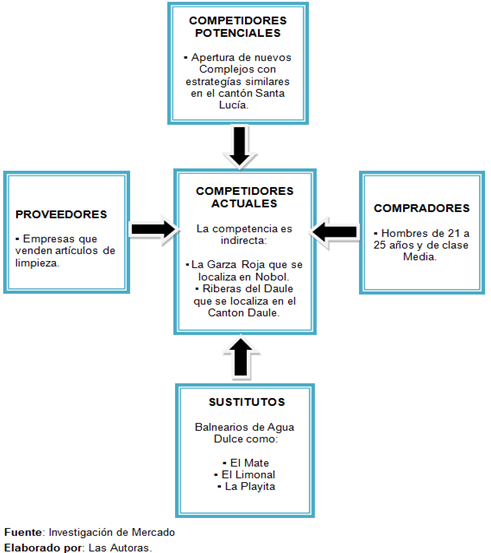 COMPETIDORES
POTENCIALES
▪ Apertura de nuevos
Complejos con
estrategías similares
en el cantón Santa
Lucía.
PROVEEDORES
▪ Empresas que
venden artículos de
limpieza.
COMPETIDORES
ACTUALES
La competencia es
indirecta:
▪ La Garza Roja que se
localiza en Nobol.
▪ Riberas del Daule
que se localiza en el
Canton Daule.
COMPRADORES
▪ Hombres de 21 a
25 años y de clase
Media.
SUSTITUTOS
Balnearios de Agua
Dulce como:
▪ El Mate
▪ El Limonal
▪ La Playita
Fuente: Investigación de Mercado
Elaborado por: Las Autoras.